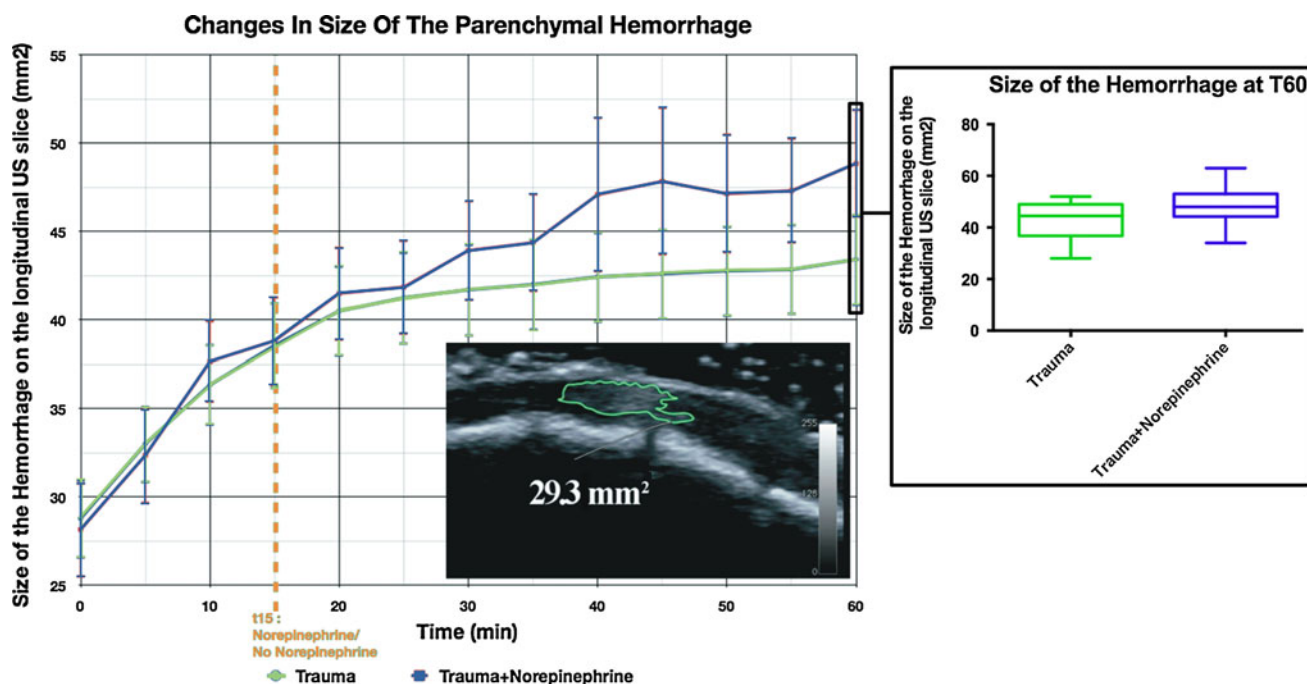 Changes In Size Of The Parenchymal Hemorrhage
Size of the Hemorrhage on the longitudinal US slice (mm2)
55
50
45
40
35
30
25
0
10
20
30
40
50
60
t15 :
Norepinephrine/
No Norepinephrine
Time (min)
Trauma
Trauma+Norepinephrine
29.3 mm²
255
128
0
Size of the Hemorrhage at T60
Size of the Hemorrhage on the
longitudinal US slice (mm2)
80
60
40
20
0
Trauma
Trauma+Norepinephrine